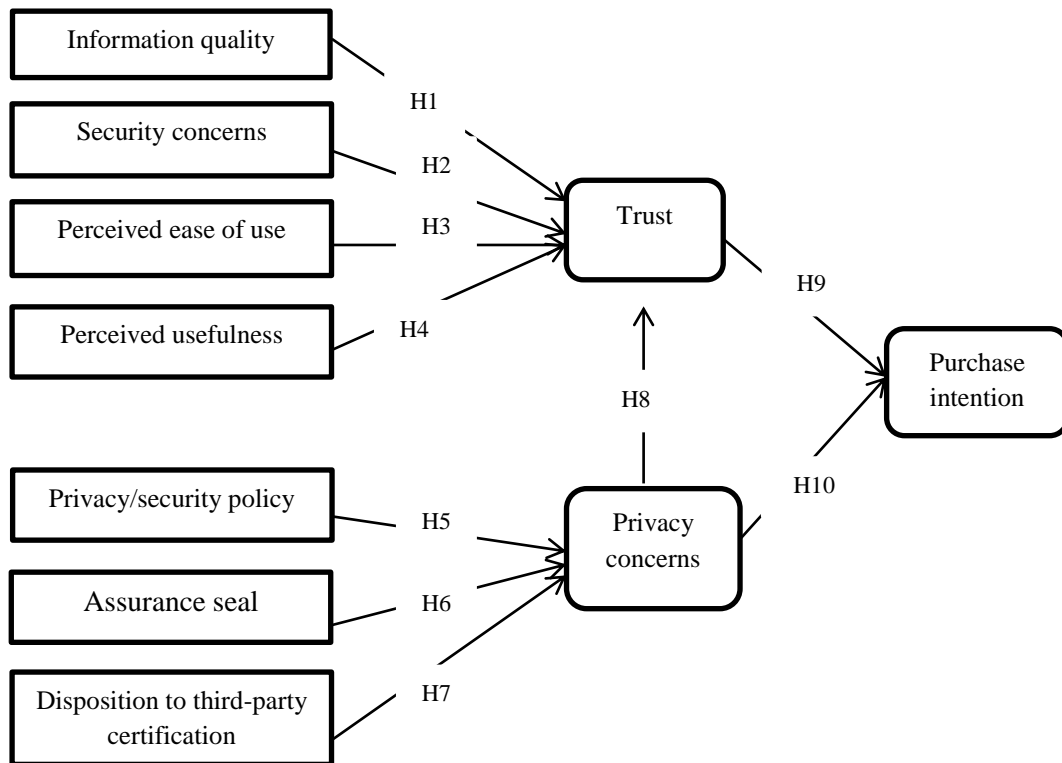 Information quality
H1
Security concerns
H2
Perceived ease of use
H3
Trust
Perceived usefulness
H4
H9
Purchase
intention
H8
Privacy/security policy
H5
Privacy
concerns
H10
Assurance seal
H6
Disposition to third-party
certification
H7